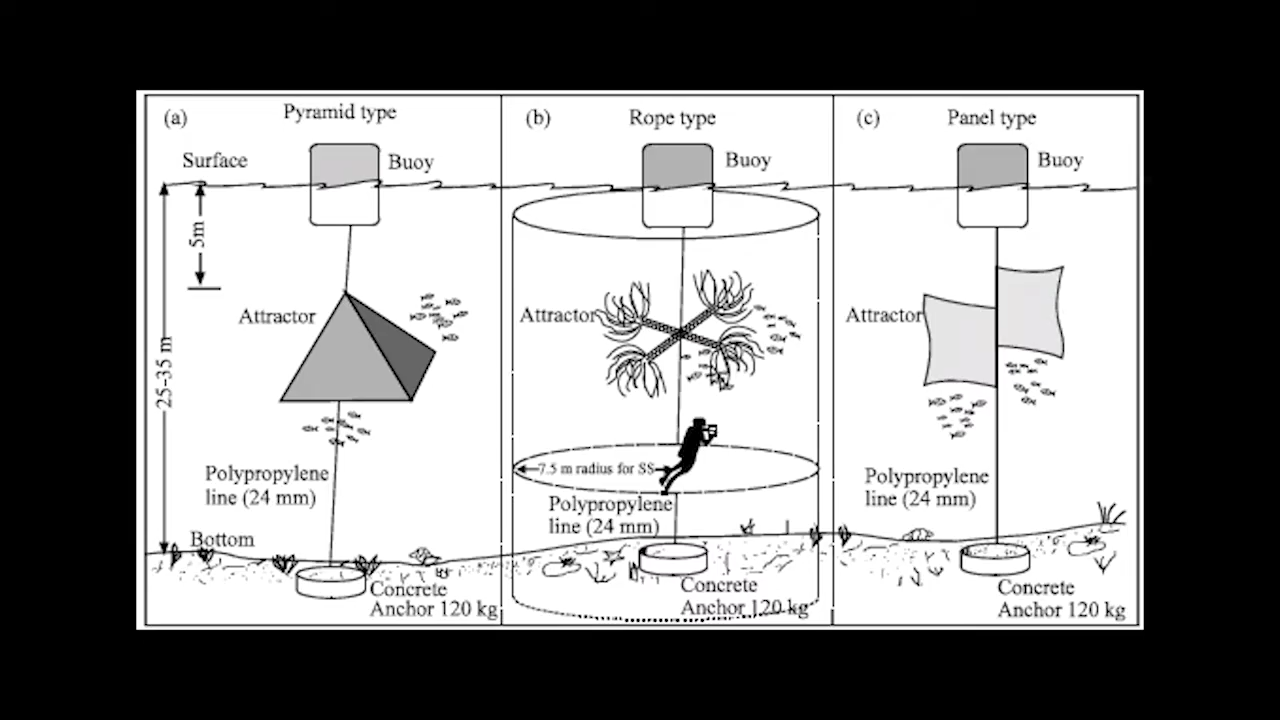 (a)
Pyramid type
Surface
Buoy
5m
Attractor
25-35 m
Polypropylene
line (24 mm)
Bottom
Concrete
Anchor 120 kg
(b)
Rope type
Buoy
Attractor
7.5 m radius for SS
Polypropylene
line (24 mm)
Concrete
Anchor 120 kg
(c)
Panel type
Buoy
Attractor
Polypropylene
line (24 mm)
Concrete
Anchor 120 kg